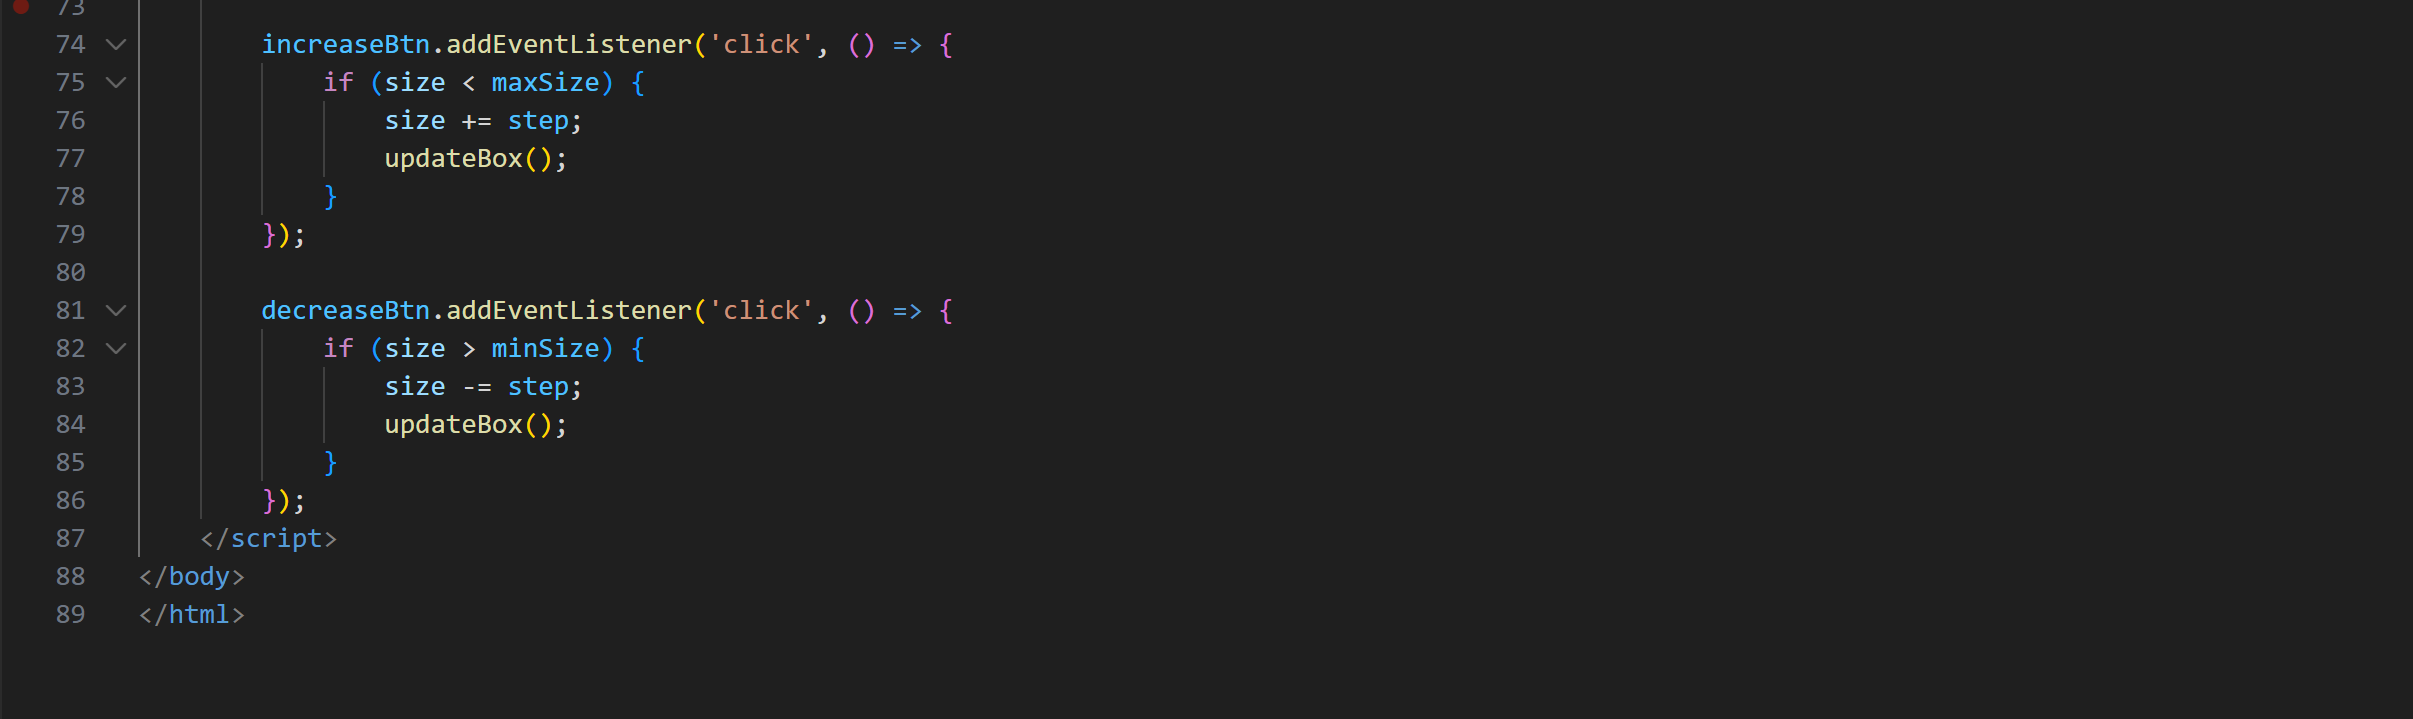 73
74 increaseBtn.addEventListener('click', () => {
75 if (size < maxSize) {
76 size += step;
77 updateBox();
78 }
79 });
80
81 decreaseBtn.addEventListener('click', () => {
82 if (size > minSize) {
83 size -= step;
84 updateBox();
85 }
86 });
87 </script>
88 </body>
89 </html>